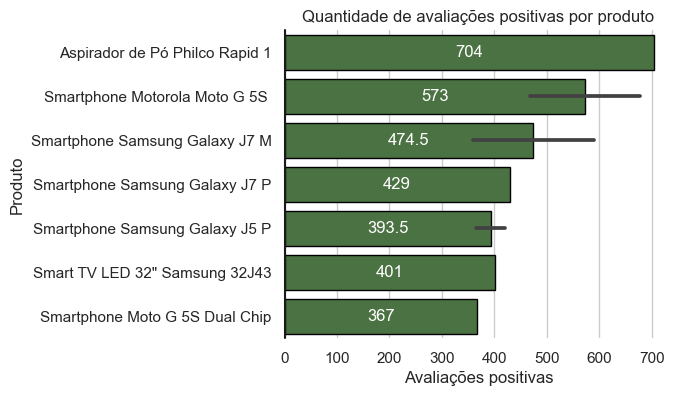 Quantidade de avaliações positivas por produto
Produto
Aspirador de Pó Philco Rapid 1
704
Smartphone Motorola Moto G 5S
573
Smartphone Samsung Galaxy J7 M
474.5
Smartphone Samsung Galaxy J7 P
429
Smartphone Samsung Galaxy J5 P
393.5
Smart TV LED 32" Samsung 32J43
401
Smartphone Moto G 5S Dual Chip
367
0 100 200 300 400 500 600 700
Avaliações positivas